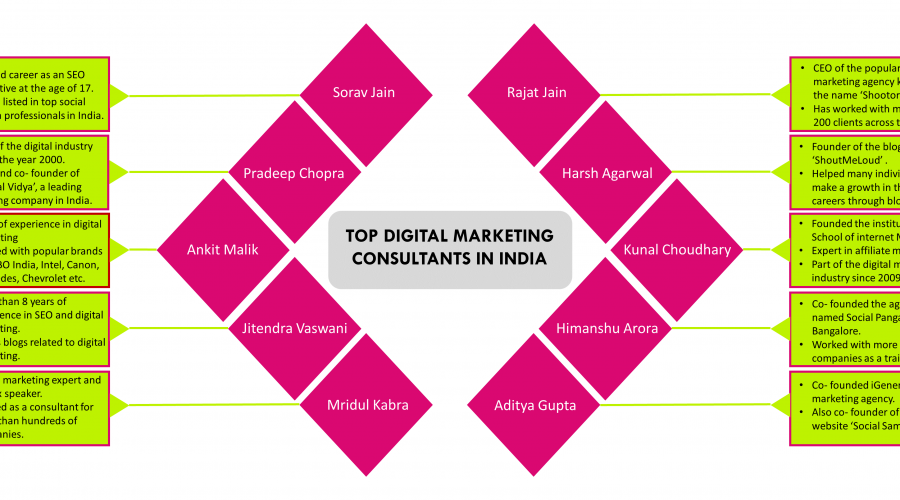 d career as an SEO
tive at the age of 17.
listed in top social
professionals in India.
Sorav Jain
f the digital industry
the year 2000.
nd co- founder of
al Vidya’, a leading
ng company in India.
Pradeep Chopra
of experience in digital
ting
ed with popular brands
BO India, Intel, Canon,
des, Chevrolet etc.
Ankit Malik
than 8 years of
ience in SEO and digital
ting.
s blogs related to digital
ting.
Jitendra Vaswani
marketing expert and
x speaker.
ed as a consultant for
than hundreds of
anies.
Mridul Kabra
TOP DIGITAL MARKETING
CONSULTANTS IN INDIA
Rajat Jain
• CEO of the popular
marketing agency k
the name ‘Shootor
• Has worked with m
200 clients across t
Harsh Agarwal
• Founder of the blog
‘ShoutMeLoud’ .
• Helped many indivi
make a growth in th
careers through blo
Kunal Choudhary
• Founded the institu
School of internet M
• Expert in affiliate m
• Part of the digital m
industry since 2009
Himanshu Arora
• Co- founded the ag
named Social Panga
Bangalore.
• Worked with more
companies as a trai
Aditya Gupta
• Co- founded iGener
marketing agency.
• Also co- founder of
website ‘Social Sam